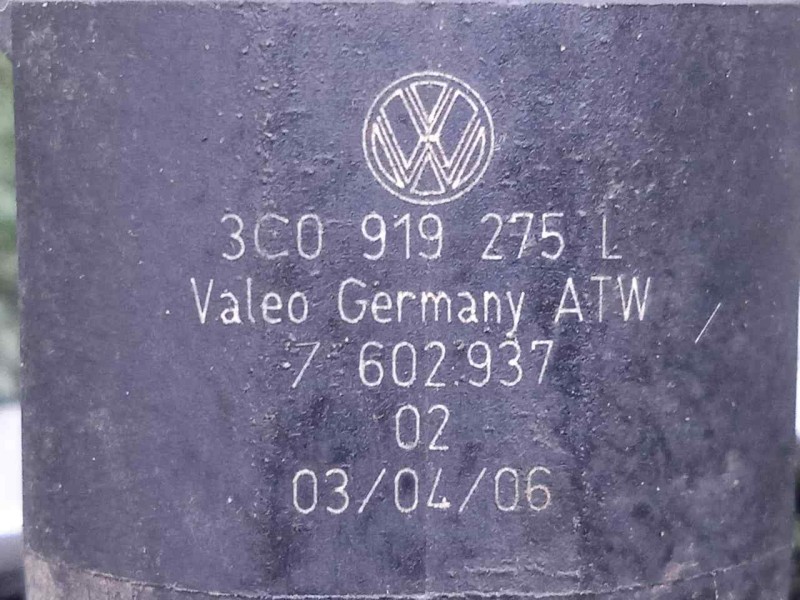 3C0 919 275 L
Valeo Germany ATW
7 602.937
02
03/04/06